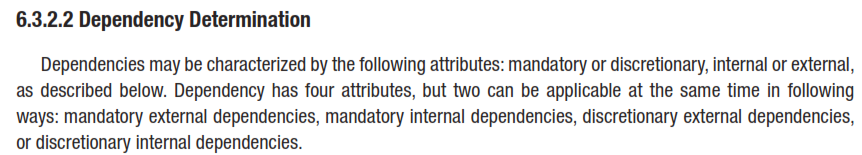 6.3.2.2 Dependency Determination
Dependencies may be characterized by the following attributes: mandatory or discretionary, internal or external,
as described below. Dependency has four attributes, but two can be applicable at the same time in following
ways: mandatory external dependencies, mandatory internal dependencies, discretionary external dependencies,
or discretionary internal dependencies.